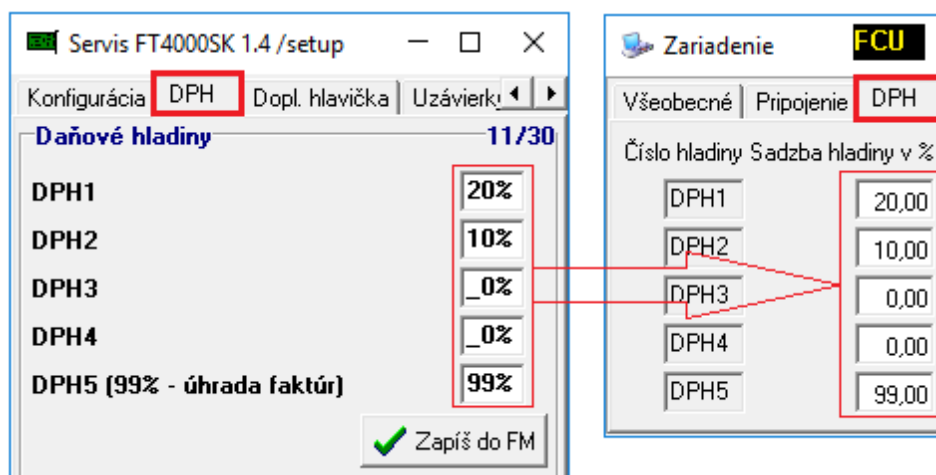 Servis FT4000SK 1.4 /setup
Konfigurácia DPH Dopl. hlavička Uzávierky
Daňové hladiny 11/30
DPH1 20%
DPH2 10%
DPH3 _0%
DPH4 _0%
DPH5 (99% - úhrada faktúr) 99%
Zapíš do FM
Zariadenie FCU
Všeobecné Pripojenie DPH
Číslo hladiny Sadzba hladiny v %
DPH1 20,00
DPH2 10,00
DPH3 0,00
DPH4 0,00
DPH5 99,00